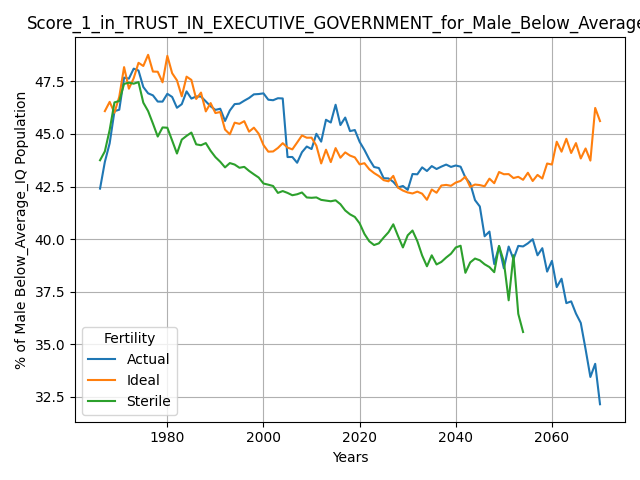 Score_1_in_TRUST_IN_EXECUTIVE_GOVERNMENT_for_Male_Below_Average
% of Male Below_Average_IQ Population
47.5
45.0
42.5
40.0
37.5
35.0
32.5
Fertility
Actual
Ideal
Sterile
1980 2000 2020 2040 2060
Years